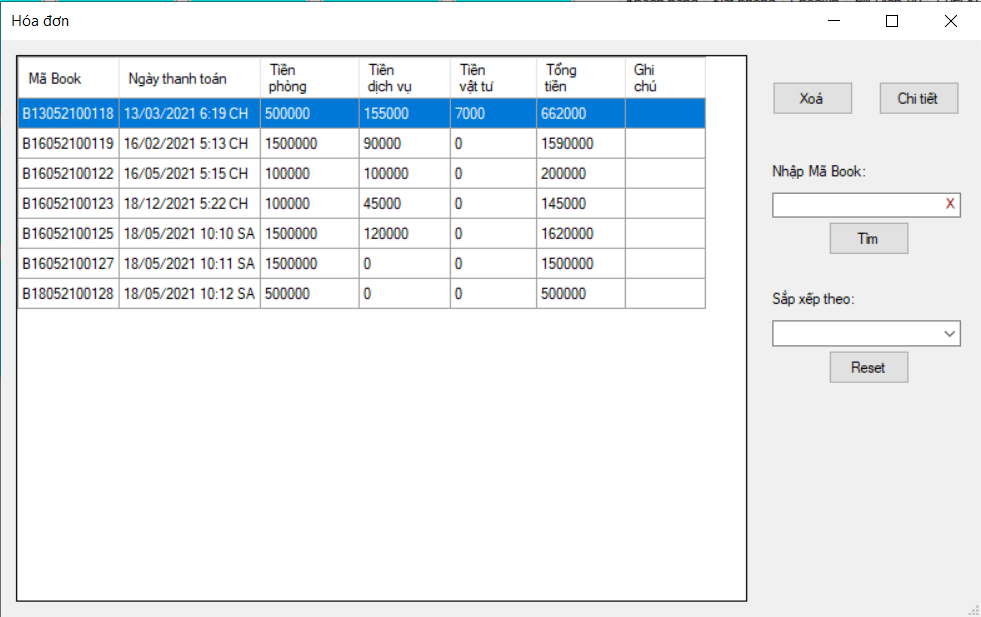 Hóa đơn
Mã Book Ngày thanh toán Tiền phòng Tiền dịch vụ Tiền vật tư Tổng tiền Ghi chú
B13052100118 13/03/2021 6:19 CH 500000 155000 7000 662000
B16052100119 16/02/2021 5:13 CH 1500000 90000 0 1590000
B16052100122 16/05/2021 5:15 CH 100000 100000 0 200000
B16052100123 18/12/2021 5:22 CH 100000 45000 0 145000
B16052100125 18/05/2021 10:10 SA 1500000 120000 0 1620000
B16052100127 18/05/2021 10:11 SA 1500000 0 0 1500000
B18052100128 18/05/2021 10:12 SA 500000 0 0 500000
Xoá Chi tiết
Nhập Mã Book:
X
Tìm
Sắp xếp theo:
Reset